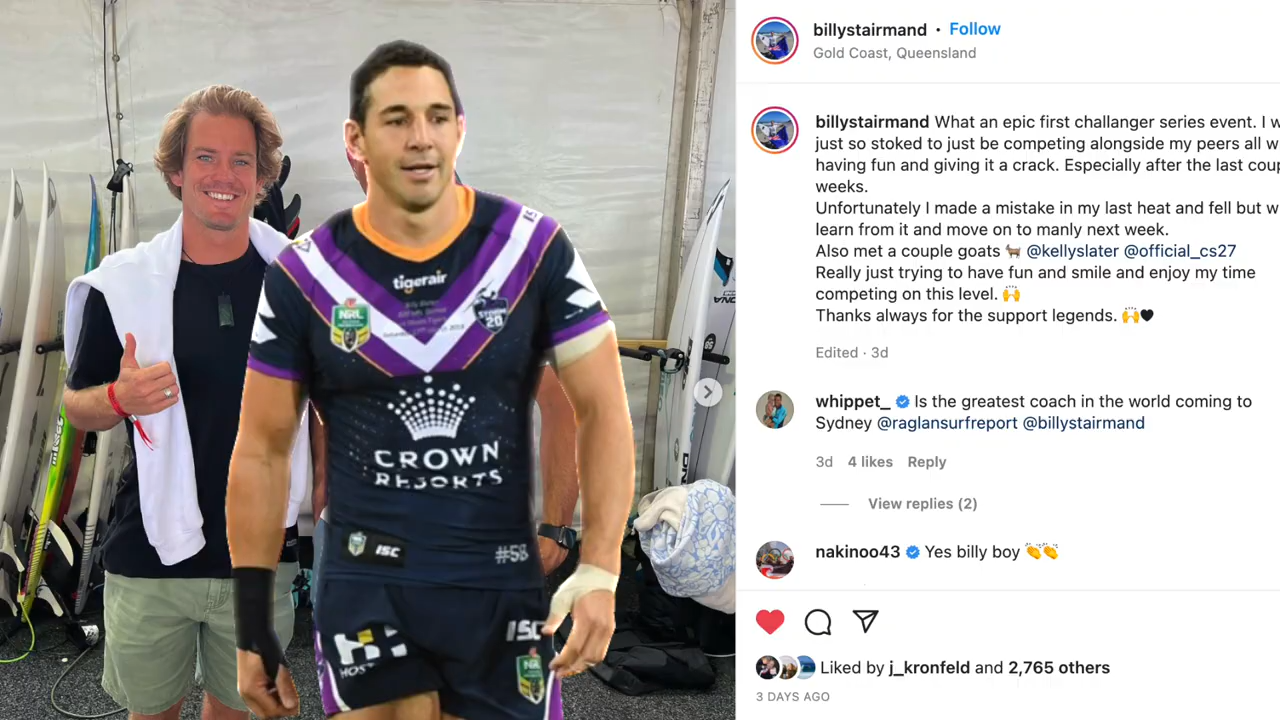 billystairmand • Follow
Gold Coast, Queensland
billystairmand What an epic first challanger series event. I w
just so stoked to just be competing alongside my peers all w
having fun and giving it a crack. Especially after the last coup
weeks.
Unfortunately I made a mistake in my last heat and fell but w
learn from it and move on to manly next week.
Also met a couple goats 🐐 @kellyslater @official_cs27
Really just trying to have fun and smile and enjoy my time
competing on this level. 🙌
Thanks always for the support legends. 🙌🖤
Edited · 3d
whippet_ Is the greatest coach in the world coming to
Sydney @raglansurfreport @billystairmand
3d 4 likes Reply
View replies (2)
nakinoo43 Yes billy boy 👏👏
Liked by j_kronfeld and 2,765 others
3 DAYS AGO
tigerair
NRL
STORM
20
CROWN
RESORTS
ISC
#58
ISC
HOST
NRL